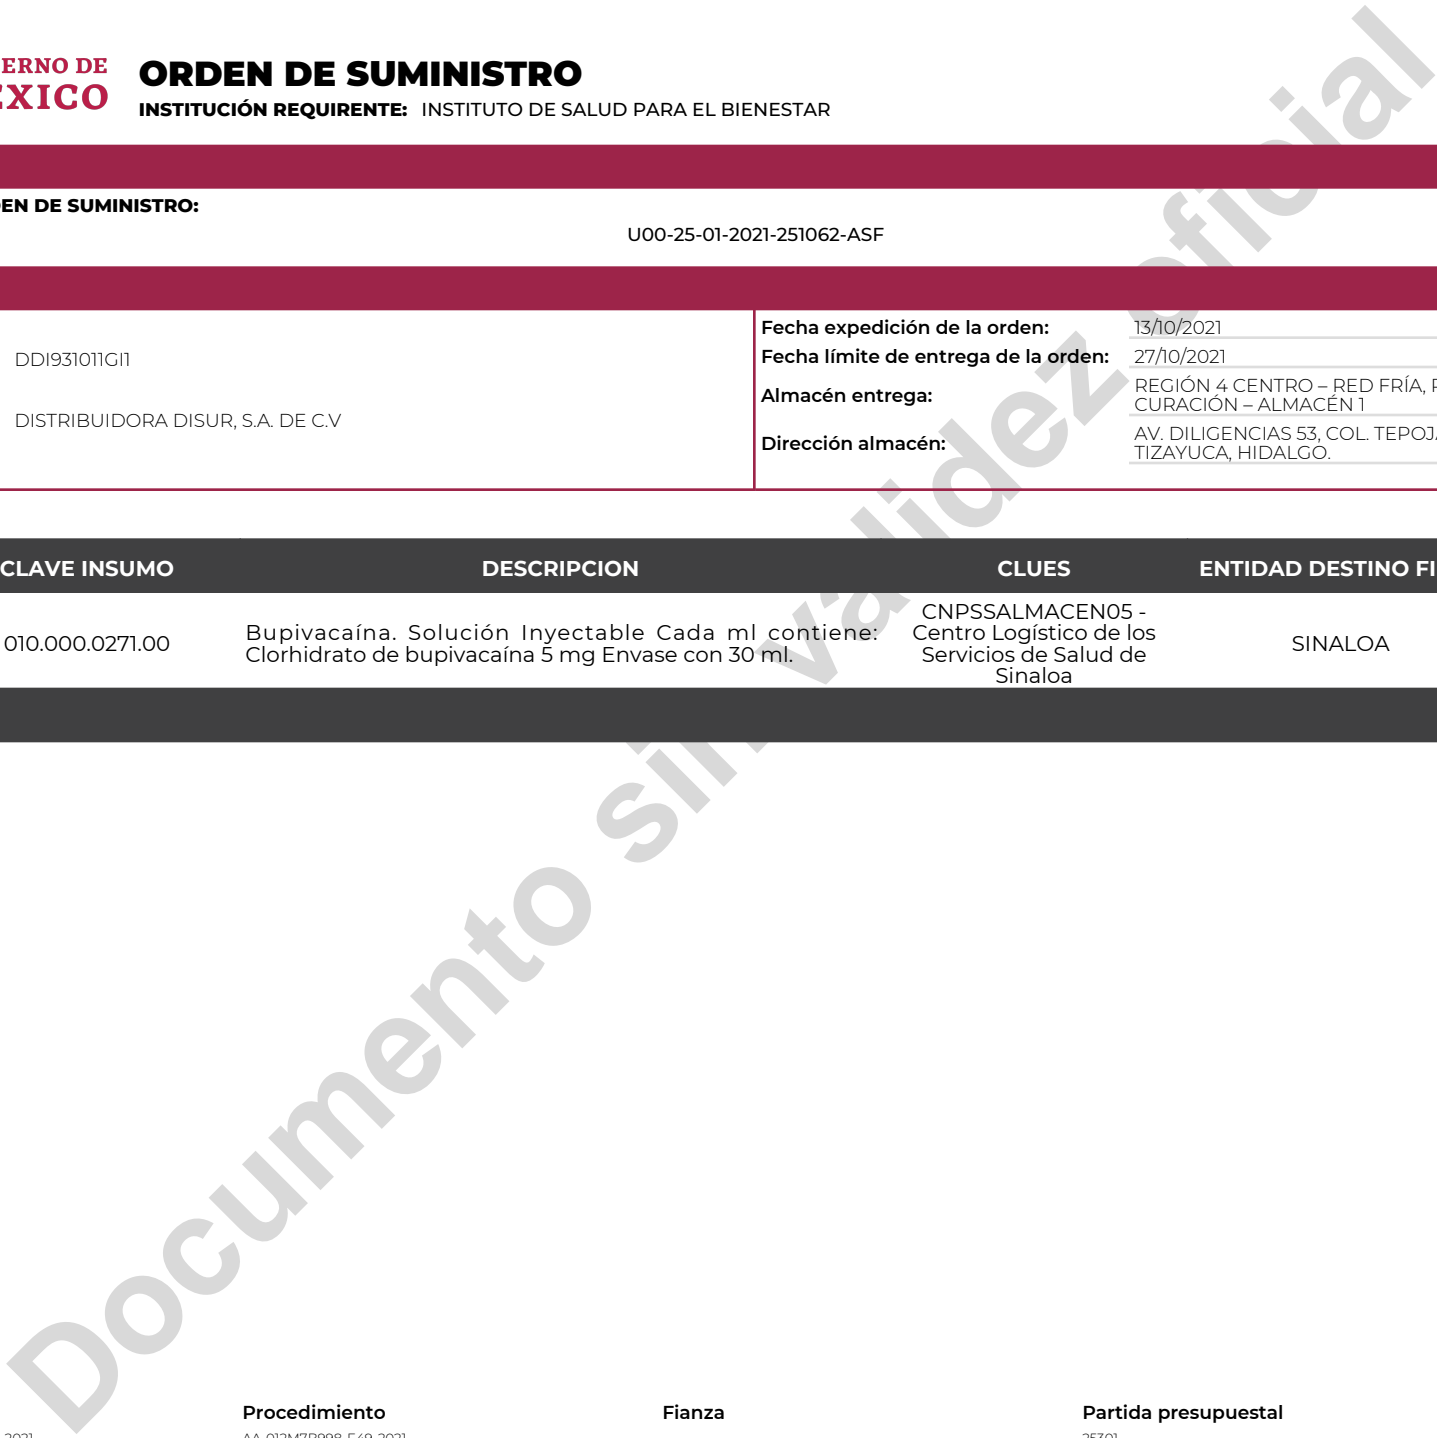 ERNO DE
ORDEN DE SUMINISTRO
INSTITUCIÓN REQUIRENTE: INSTITUTO DE SALUD PARA EL BIENESTAR
EN DE SUMINISTRO:
U00-25-01-2021-251062-ASF
DDI931011GI1
DISTRIBUIDORA DISUR, S.A. DE C.V
Fecha expedición de la orden: 13/10/2021
Fecha límite de entrega de la orden: 27/10/2021
Almacén entrega: REGIÓN 4 CENTRO – RED FRÍA,
CURACIÓN – ALMACÉN 1
Dirección almacén: AV. DILIGENCIAS 53, COL. TEPOJ
TIZAYUCA, HIDALGO.
CLAVE INSUMO DESCRIPCION CLUES ENTIDAD DESTINO FI
010.000.0271.00
Bupivacaína. Solución Inyectable Cada ml contiene:
Clorhidrato de bupivacaína 5 mg Envase con 30 ml.
CNPSSALMACEN05 -
Centro Logístico de los
Servicios de Salud de
Sinaloa
SINALOA
Documento sin validez oficial
Procedimiento Fianza Partida presupuestal